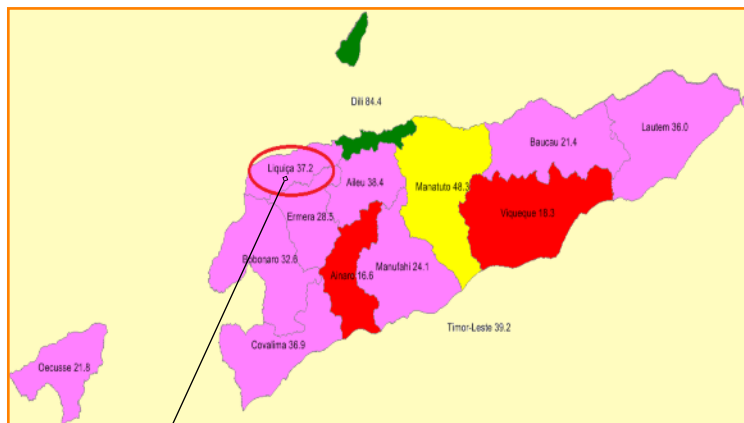 Dili 84.4
Lautem 36.0
Baucau 21.4
Liquiça 37.2
Aileu 38.4
Manatuto 48.3
Viqueque 18.3
Ermera 28.5
Bobonaro 32.6
Ainaro 16.6
Manufahi 24.1
Timor-Leste 39.2
Covalima 36.9
Oecusse 21.8